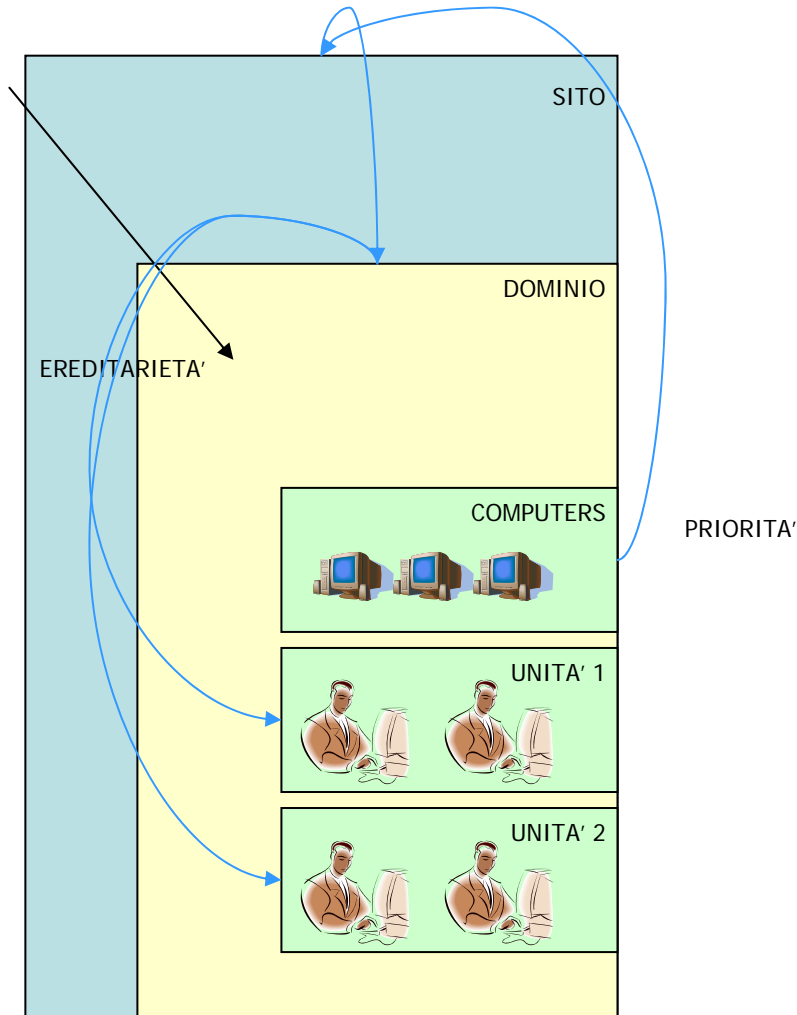 SITO
DOMINIO
EREDITARIETA'
COMPUTERS
PRIORITA'
UNITA' 1
UNITA' 2